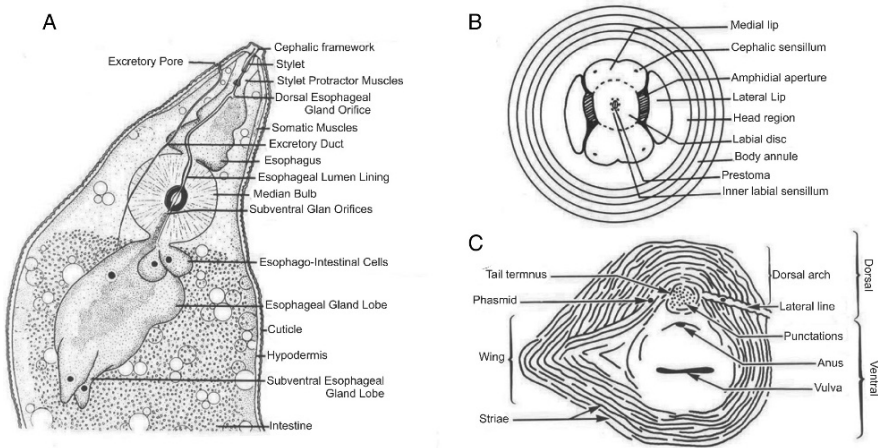 A
Excretory Pore
Cephalic framework
Stylet
Stylet Protractor Muscles
Dorsal Esophageal
Gland Orifice
Somatic Muscles
Excretory Duct
Esophagus
Esophageal Lumen Lining
Median Bulb
Subventral Glan Orifices
Esophago-Intestinal Cells
Esophageal Gland Lobe
Cuticle
Hypodermis
Subventral Esophageal
Gland Lobe
Intestine
B
Medial lip
Cephalic sensillum
Amphidial aperture
Lateral Lip
Head region
Labial disc
Body annule
Prestoma
Inner labial sensillum
C
Tail termnus
Phasmid
Wing
Striae
Dorsal arch
Lateral line
Punctations
Anus
Vulva
Dorsal
Ventral